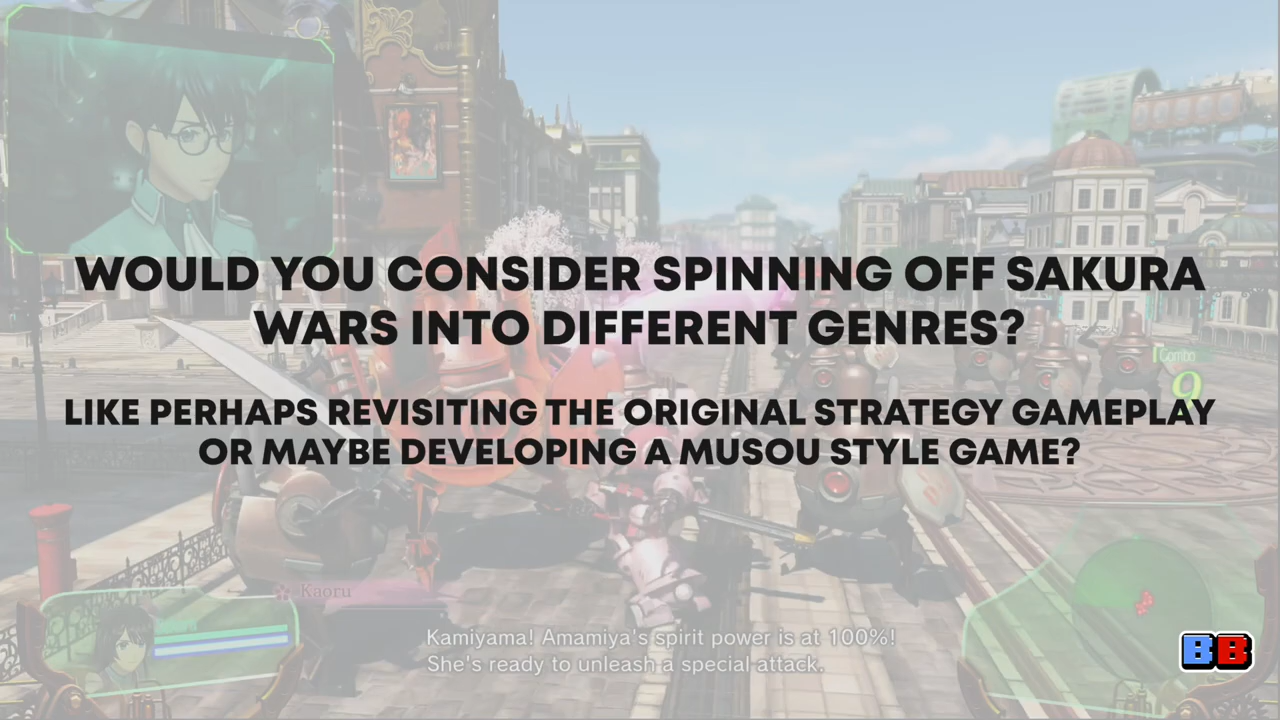 WOULD YOU CONSIDER SPINNING OFF SAKURA
WARS INTO DIFFERENT GENRES?
LIKE PERHAPS REVISITING THE ORIGINAL STRATEGY GAMEPLAY
OR MAYBE DEVELOPING A MUSOU STYLE GAME?
Combo
9
Kaoru
Kamiyama! Amamiya's spirit power is at 100%!
She's ready to unleash a special attack.
BB